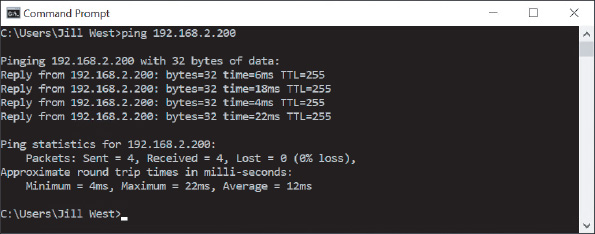 Command Prompt
C:\Users\Jill West>ping 192.168.2.200
Pinging 192.168.2.200 with 32 bytes of data:
Reply from 192.168.2.200: bytes=32 time=6ms TTL=255
Reply from 192.168.2.200: bytes=32 time=18ms TTL=255
Reply from 192.168.2.200: bytes=32 time=4ms TTL=255
Reply from 192.168.2.200: bytes=32 time=22ms TTL=255
Ping statistics for 192.168.2.200:
Packets: Sent = 4, Received = 4, Lost = 0 (0% loss),
Approximate round trip times in milli-seconds:
Minimum = 4ms, Maximum = 22ms, Average = 12ms
C:\Users\Jill West>